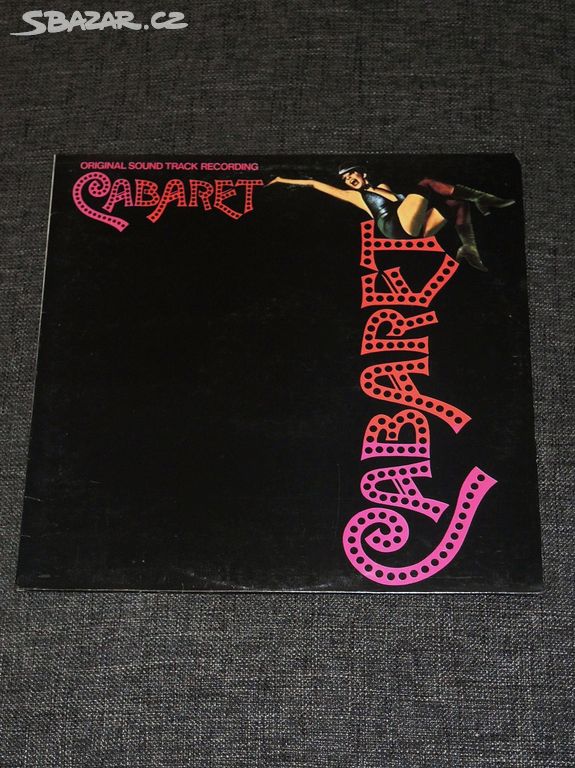 SBAZAR.CZ
ORIGINAL SOUND TRACK RECORDING
CABARET
CABARET